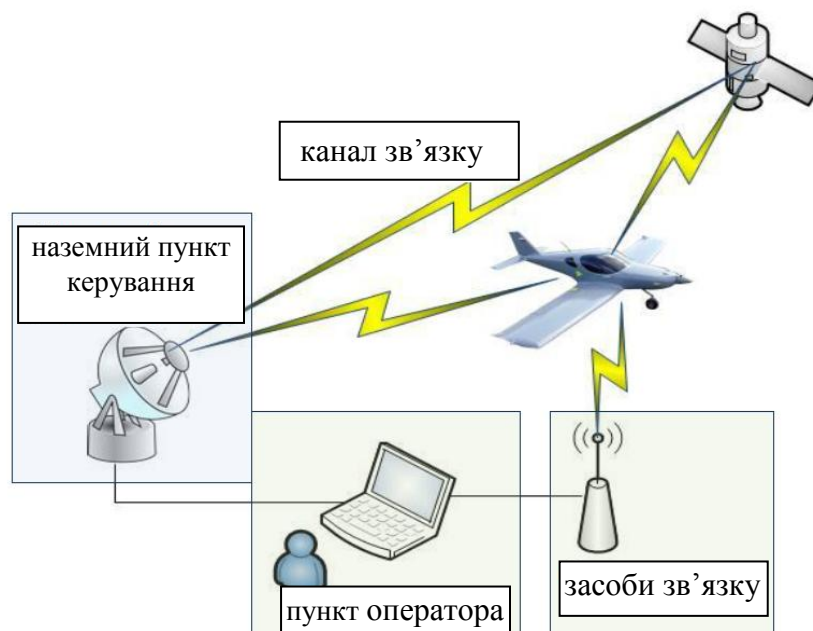 канал зв’язку
наземний пункт
керування
засоби зв’язку
пункт оператора